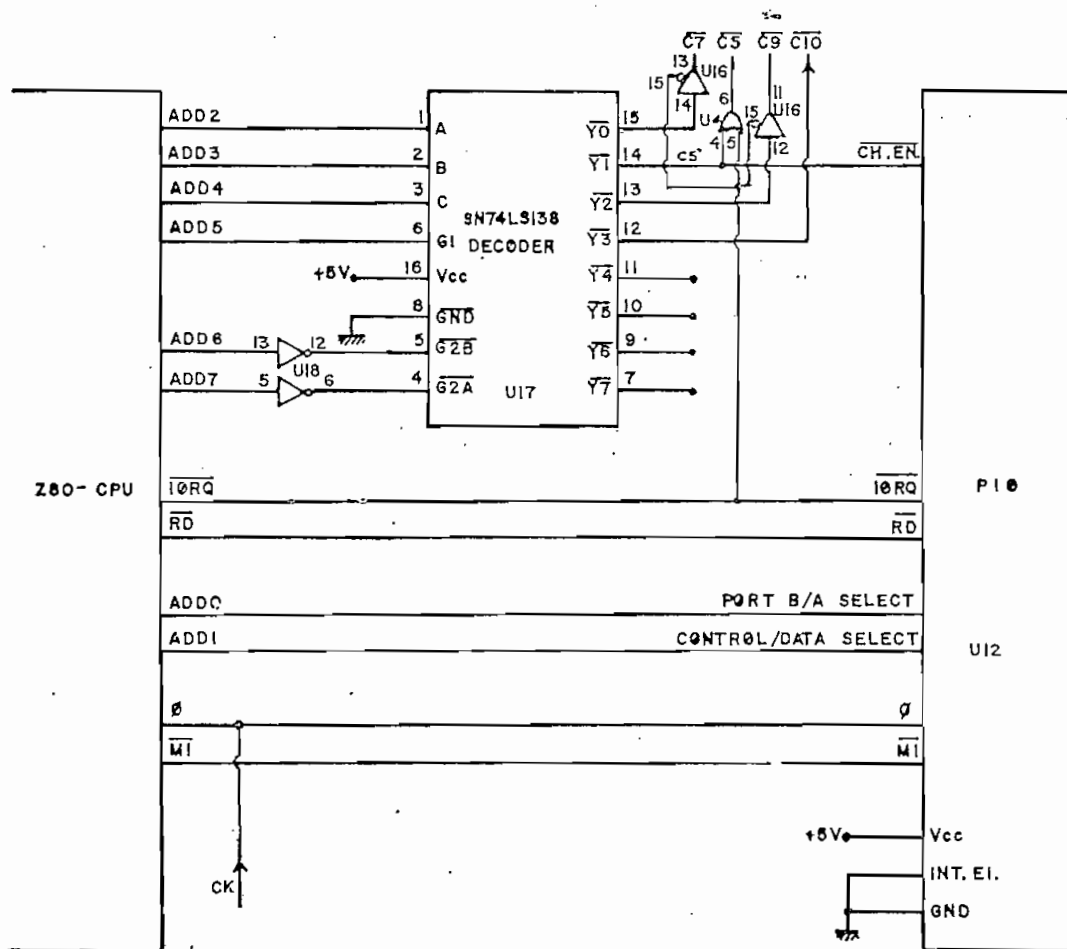 C7 C5 C9 C10
13 U16 11
15 6 15 U16
14 U4 12
4 5
ADD2 1 A Y0 15
ADD3 2 B Y1 14 C5 CH.EN.
ADD4 3 C Y2 13
ADD5 6 G1 Y3 12
SN74LS138
DECODER
+5V 16 Vcc Y4 11
8 GND Y5 10
ADD6 13 12 5 G2B Y6 9
U18
ADD7 5 6 4 G2A Y7 7
U17
Z80-CPU IORQ IORQ PIO
RD RD
ADD0 PORT B/A SELECT
ADD1 CONTROL/DATA SELECT U12
Ø Ø
M1 M1
+5V Vcc
CK INT. EI.
GND